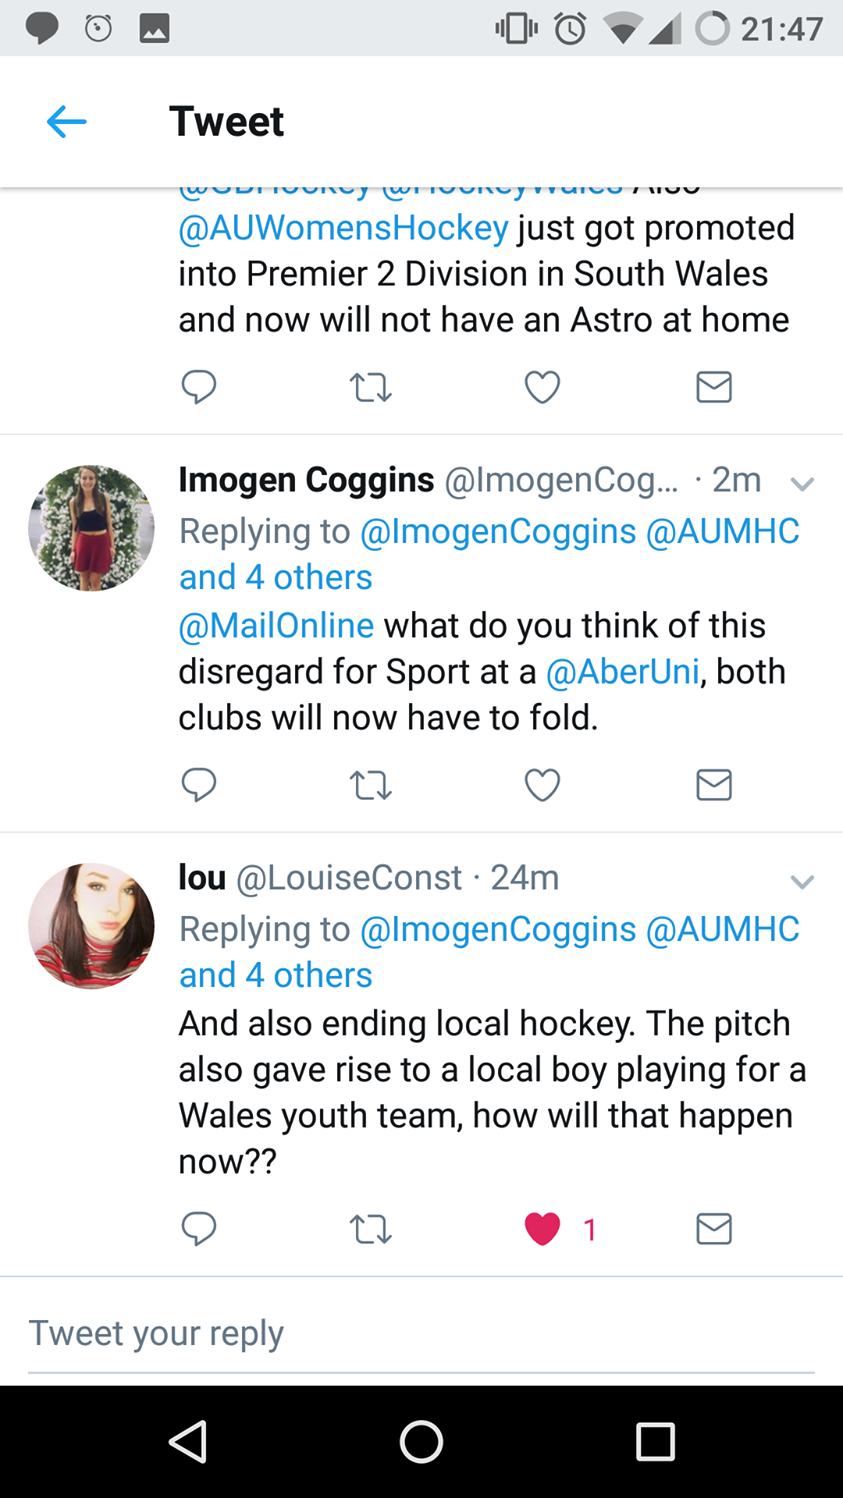 21:47
Tweet
@GBHockey @HockeyWales Also
@AUWomensHockey just got promoted
into Premier 2 Division in South Wales
and now will not have an Astro at home
Imogen Coggins @ImogenCog... · 2m
Replying to @ImogenCoggins @AUMHC
and 4 others
@MailOnline what do you think of this
disregard for Sport at a @AberUni, both
clubs will now have to fold.
lou @LouiseConst · 24m
Replying to @ImogenCoggins @AUMHC
and 4 others
And also ending local hockey. The pitch
also gave rise to a local boy playing for a
Wales youth team, how will that happen
now??
1
Tweet your reply